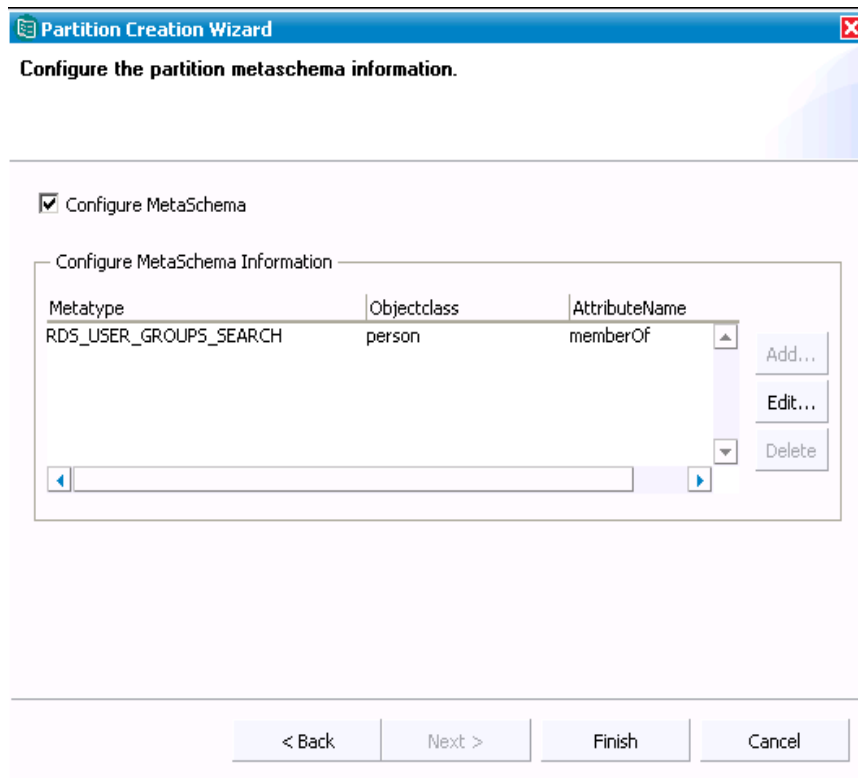 Partition Creation Wizard
Configure the partition metaschema information.
Configure MetaSchema
Configure MetaSchema Information
Metatype Objectclass AttributeName
RDS_USER_GROUPS_SEARCH person memberOf
Add...
Edit...
Delete
< Back Next > Finish Cancel